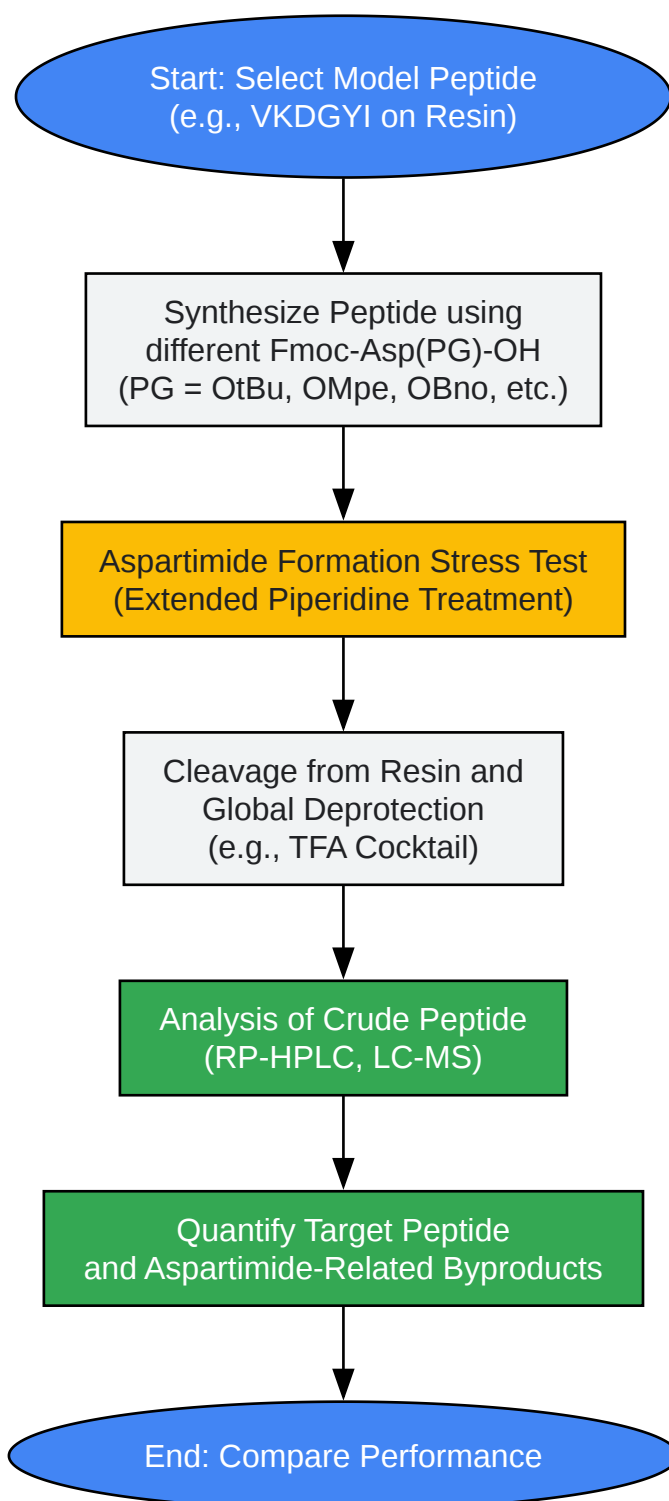 Start: Select Model Peptide
(e.g., VKDGYI on Resin)
Synthesize Peptide using
different Fmoc-Asp(PG)-OH
(PG = OtBu, OMpe, OBno, etc.)
Aspartimide Formation Stress Test
(Extended Piperidine Treatment)
Cleavage from Resin and
Global Deprotection
(e.g., TFA Cocktail)
Analysis of Crude Peptide
(RP-HPLC, LC-MS)
Quantify Target Peptide
and Aspartimide-Related Byproducts
End: Compare Performance